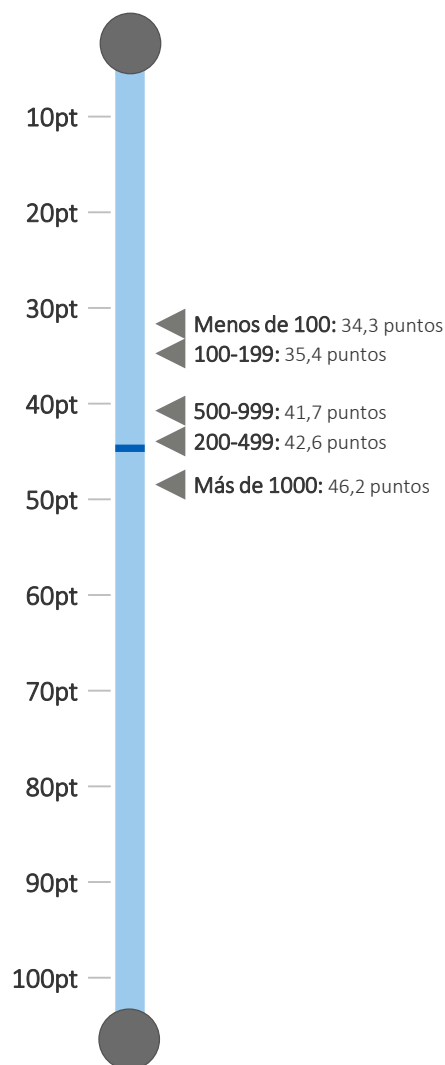 10pt
20pt
30pt
Menos de 100: 34,3 puntos
100-199: 35,4 puntos
40pt
500-999: 41,7 puntos
200-499: 42,6 puntos
Más de 1000: 46,2 puntos
50pt
60pt
70pt
80pt
90pt
100pt